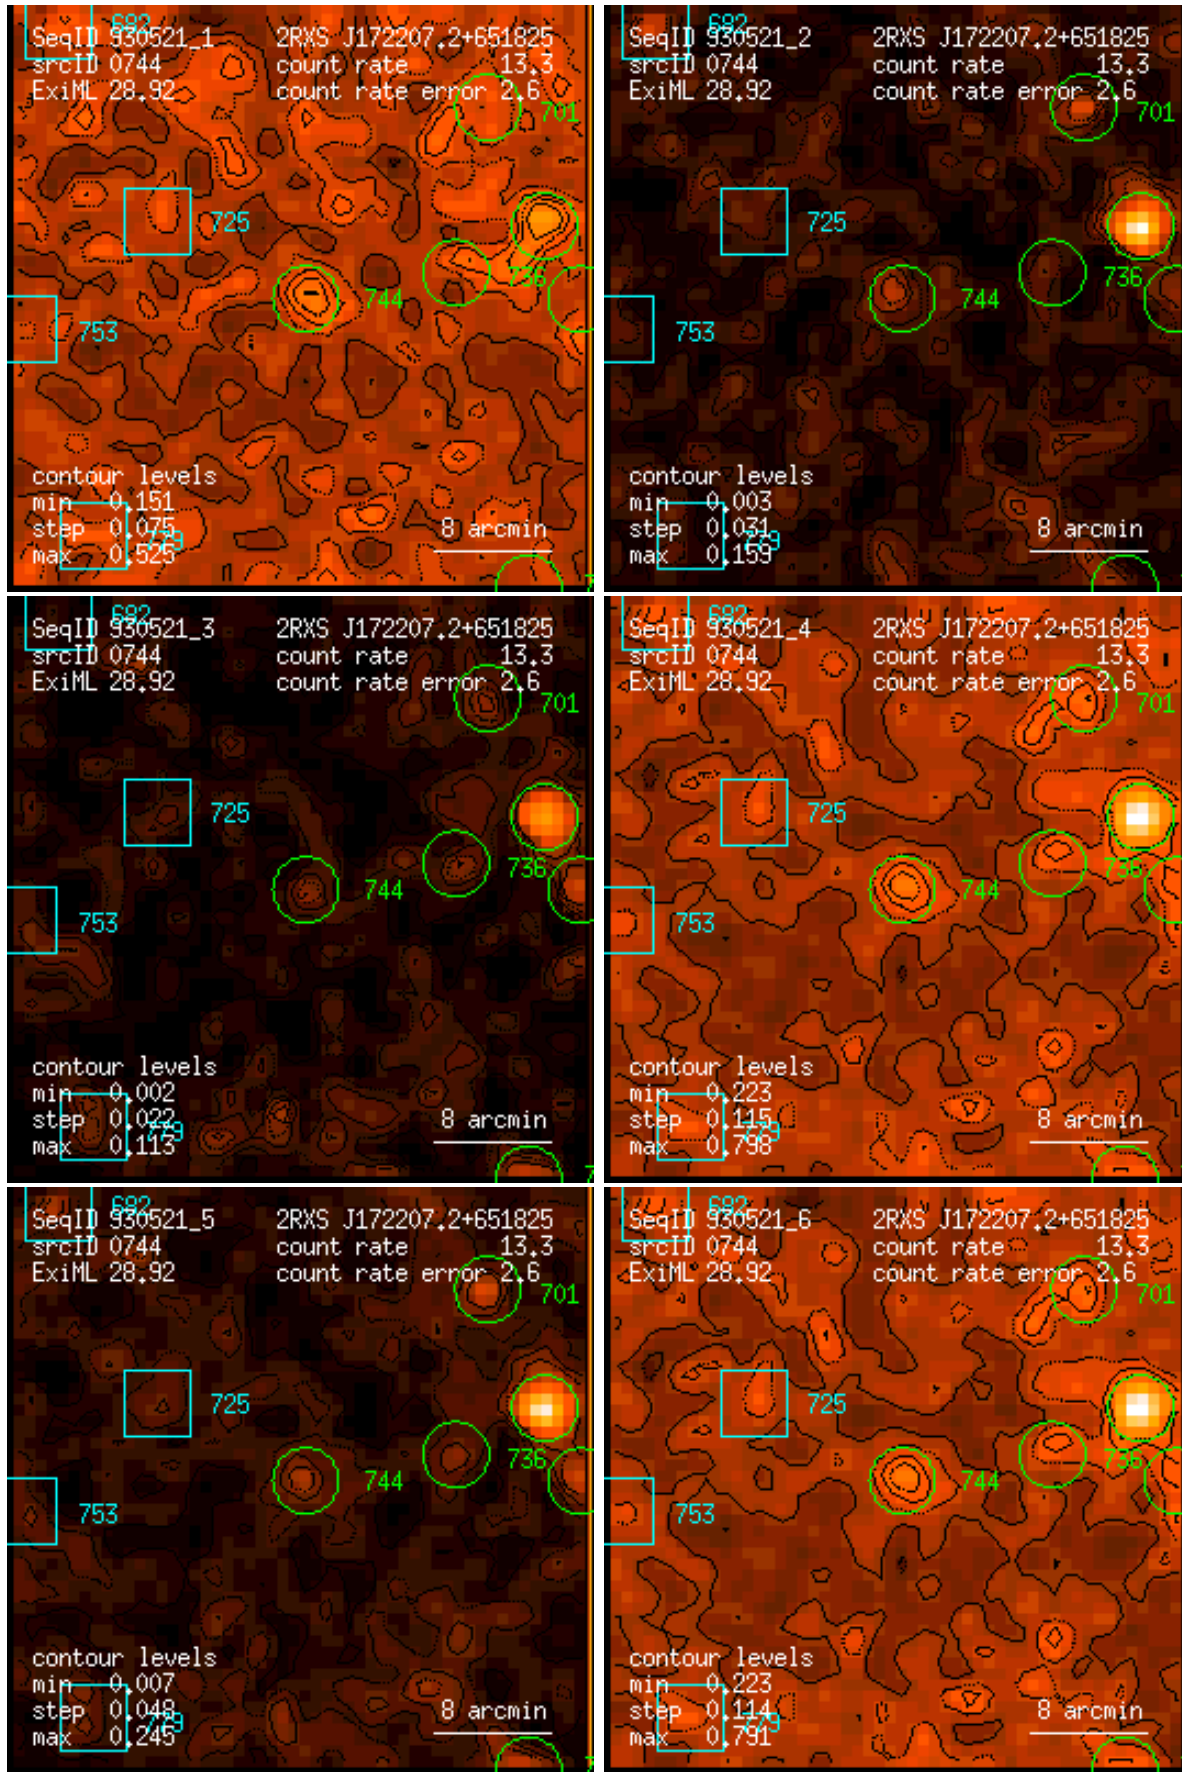 682
SeqID 930521_1 2RXS J172207.2+651825
srcID 0744 count rate 13.3
ExiML 28.92 count rate error 2.6
701
725
736
744
753
contour levels
min 0.151
step 0.075 8 arcmin
779
max 0.525
682
SeqID 930521_2 2RXS J172207.2+651825
srcID 0744 count rate 13.3
ExiML 28.92 count rate error 2.6
701
725
736
744
753
contour levels
min 0.003
step 0.031 8 arcmin
779
max 0.159
682
SeqID 930521_3 2RXS J172207.2+651825
srcID 0744 count rate 13.3
ExiML 28.92 count rate error 2.6
701
725
736
744
753
contour levels
min 0.002
step 0.022 8 arcmin
779
max 0.113
682
SeqID 930521_4 2RXS J172207.2+651825
srcID 0744 count rate 13.3
ExiML 28.92 count rate error 2.6
701
725
736
744
753
contour levels
min 0.223
step 0.115 8 arcmin
779
max 0.798
682
SeqID 930521_5 2RXS J172207.2+651825
srcID 0744 count rate 13.3
ExiML 28.92 count rate error 2.6
701
725
736
744
753
contour levels
min 0.007
step 0.048 8 arcmin
779
max 0.245
682
SeqID 930521_6 2RXS J172207.2+651825
srcID 0744 count rate 13.3
ExiML 28.92 count rate error 2.6
701
725
736
744
753
contour levels
min 0.223
step 0.114 8 arcmin
779
max 0.791